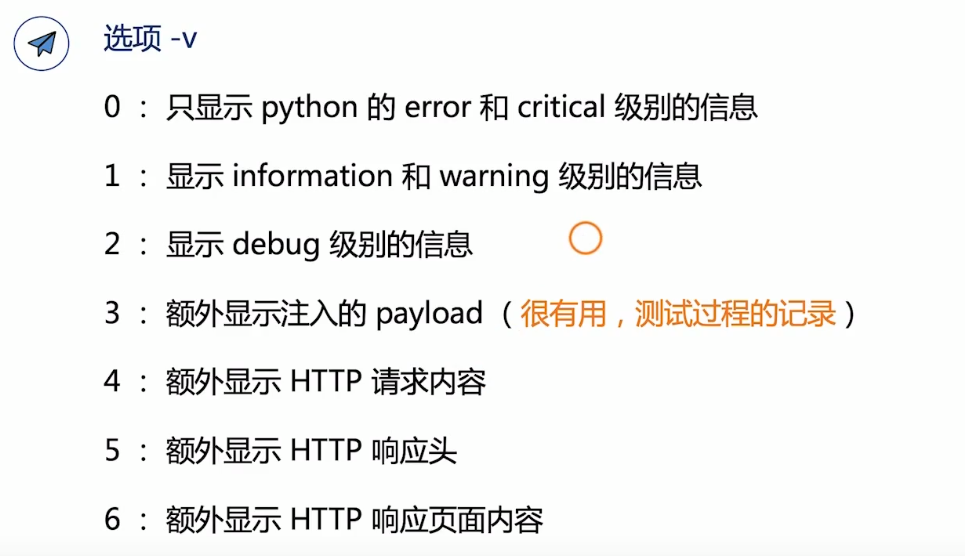 选项 -v
0 ： 只显示 python 的 error 和 critical 级别的信息
1 ： 显示 information 和 warning 级别的信息
2 ： 显示 debug 级别的信息
3 ： 额外显示注入的 payload （很有用，测试过程的记录）
4 ： 额外显示 HTTP 请求内容
5 ： 额外显示 HTTP 响应头
6 ： 额外显示 HTTP 响应页面内容